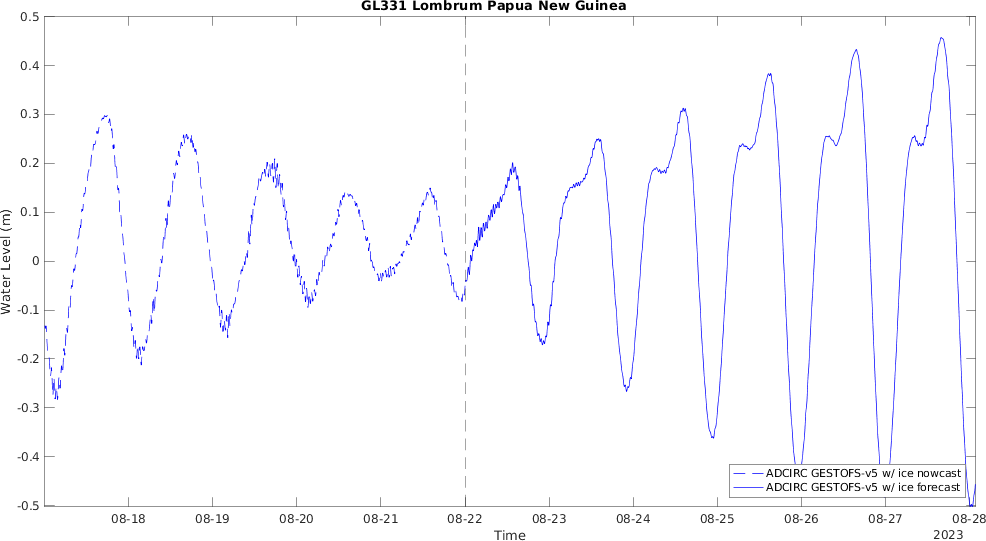 GL331 Lombrum Papua New Guinea
0.5
0.4
0.3
0.2
0.1
0
-0.1
-0.2
-0.3
-0.4
-0.5
Water Level (m)
ADCIRC GESTOFS-v5 w/ ice nowcast
ADCIRC GESTOFS-v5 w/ ice forecast
08-18 08-19 08-20 08-21 08-22 08-23 08-24 08-25 08-26 08-27 08-28
Time
2023